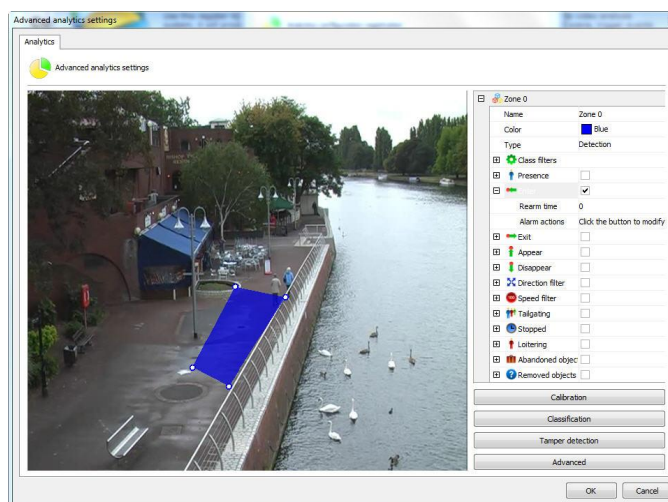 Advanced analytics settings
Analytics
Advanced analytics settings
Zone 0
Name Zone 0
Color Blue
Type Detection
Class filters
Presence
Rearm time 0
Alarm actions Click the button to modify
Exit
Appear
Disappear
Direction filter
Speed filter
Tailgating
Stopped
Loitering
Abandoned objec
Removed objects
Calibration
Classification
Tamper detection
Advanced
OK Cancel